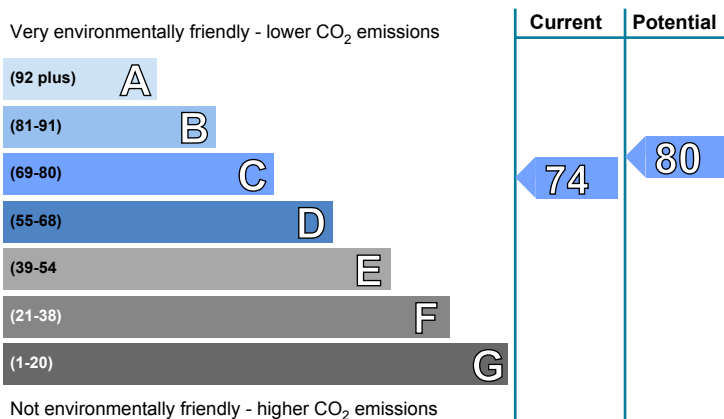 Current Potential
Very environmentally friendly - lower CO2 emissions
(92 plus) A
(81-91) B
(69-80) C
74 80
(55-68) D
(39-54 E
(21-38) F
(1-20) G
Not environmentally friendly - higher CO2 emissions